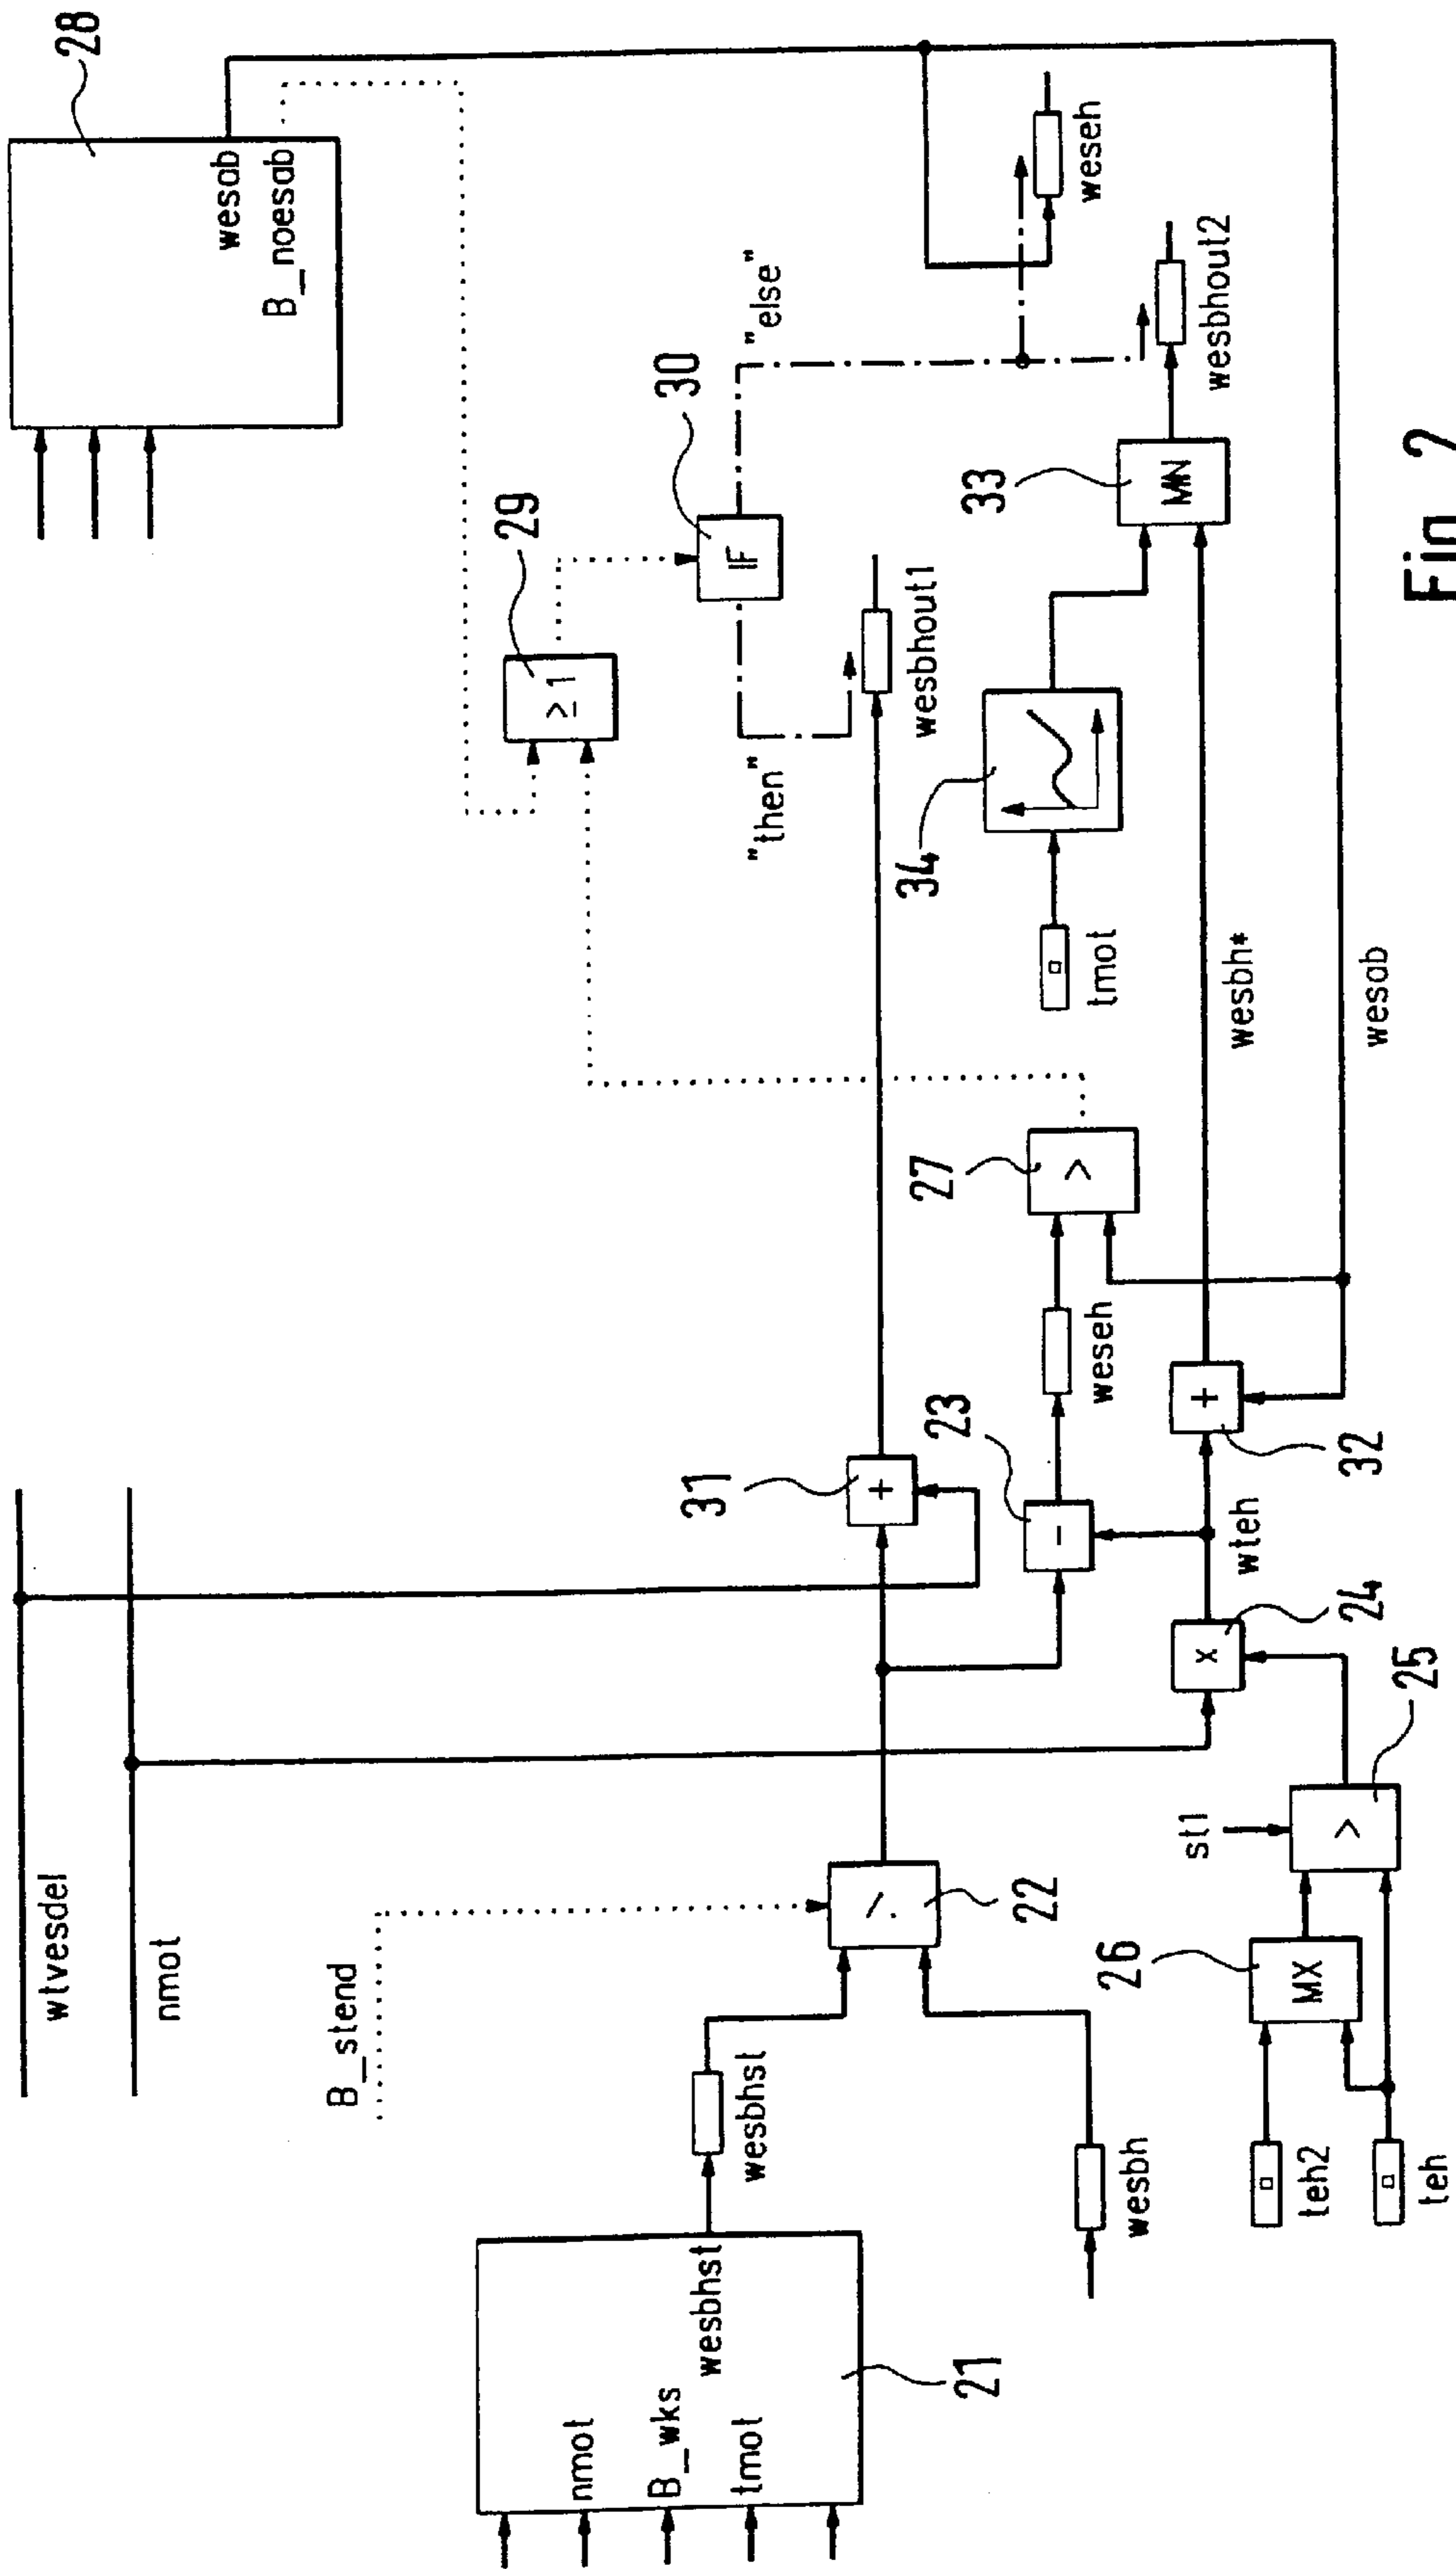 28
wesab
B_noesab
wtvesdel
nmot
B_stend
29
≥1
30
IF
"then"
"else"
nmot
B_wks
tmot
wesbhst
21
wesbhst
wesbh
/.
22
31
+
wesbhout1
23
-
weseh
27
>
34
tmot
33
MIN
wesbhout2
weseh
teh2
teh
26
MX
st1
>
25
x
24
wteh
+
32
wesbh*
wesab
Fig. 2